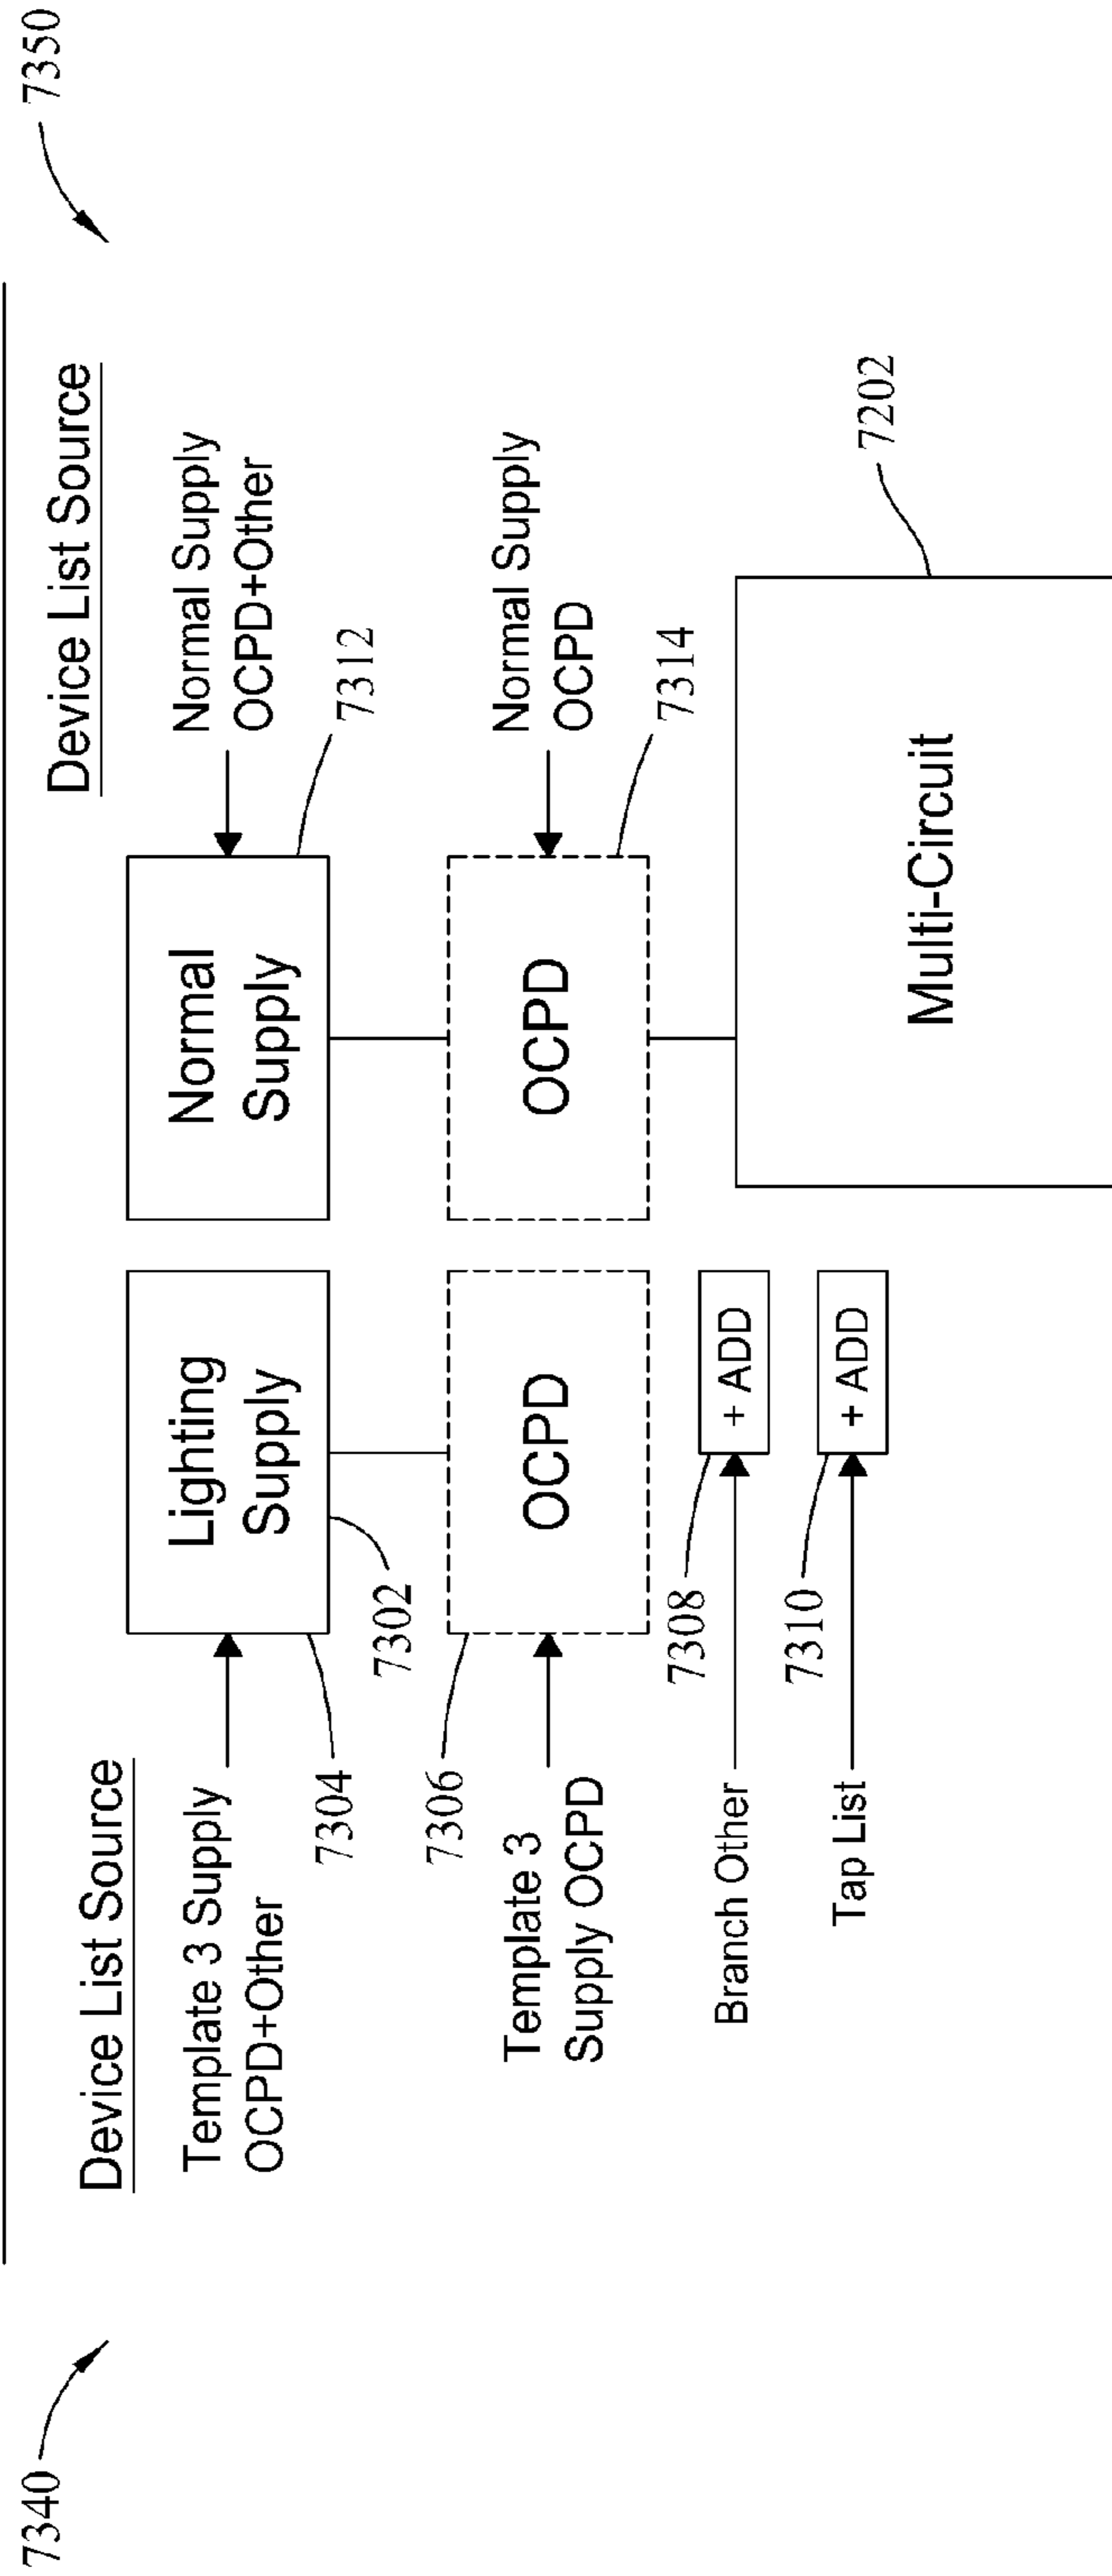 7340
7350
Device List Source
Device List Source
Template 3 Supply
OCPD+Other
7304
Lighting
Supply
7302
Normal
Supply
Normal Supply
OCPD+Other
7312
7306
Template 3
Supply OCPD
OCPD
OCPD
Normal Supply
OCPD
7314
7308
Branch Other
+ ADD
7310
Tap List
+ ADD
Multi-Circuit
7202